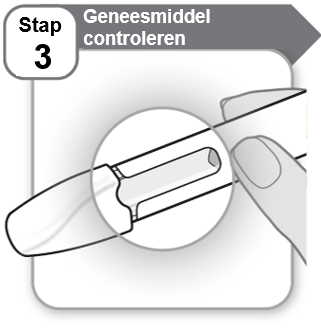 Stap
3
Geneesmiddel
controleren